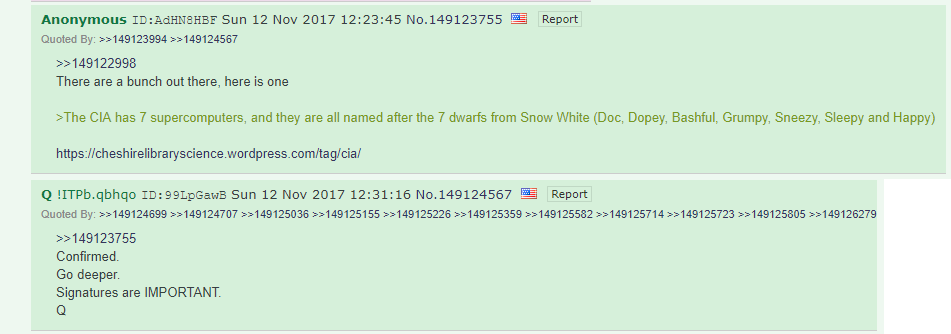 Anonymous ID:AdHN8HBF Sun 12 Nov 2017 12:23:45 No.149123755 Report
Quoted By: >>149123994 >>149124567
>>149122998
There are a bunch out there, here is one
>The CIA has 7 supercomputers, and they are all named after the 7 dwarfs from Snow White (Doc, Dopey, Bashful, Grumpy, Sneezy, Sleepy and Happy)
https://cheshirelibraryscience.wordpress.com/tag/cia/
Q !ITPb.qbhqo ID:99LpGawB Sun 12 Nov 2017 12:31:16 No.149124567 Report
Quoted By: >>149124699 >>149124707 >>149125036 >>149125155 >>149125226 >>149125359 >>149125582 >>149125714 >>149125723 >>149125805 >>149126279
>>149123755
Confirmed.
Go deeper.
Signatures are IMPORTANT.
Q